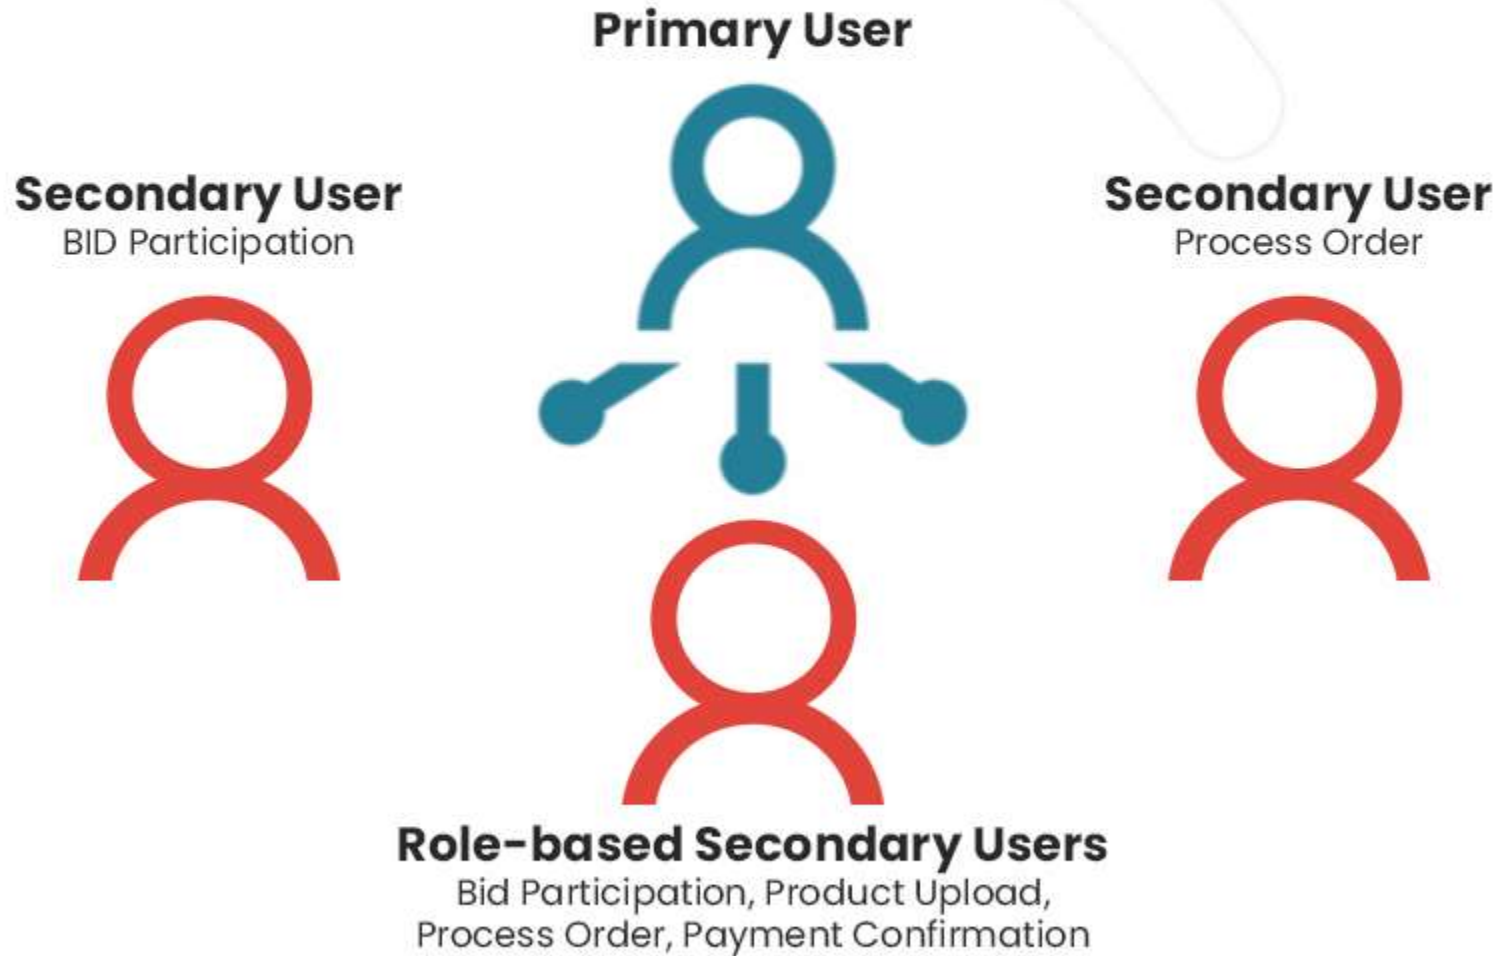 Primary User
Secondary User
BID Participation
Secondary User
Process Order
Role-based Secondary Users
Bid Participation, Product Upload,
Process Order, Payment Confirmation